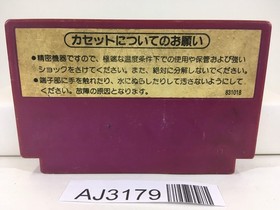 カセットについてのお願い
●精密機器ですので、極端な温度条件下での使用や保管および強い
ショックをさけてください。また、絶対に分解しないでください。
●端子部に手を触れたり、水にぬらしたりして汚さないようにして
ください。故障の原因となります。
831018
AJ3179